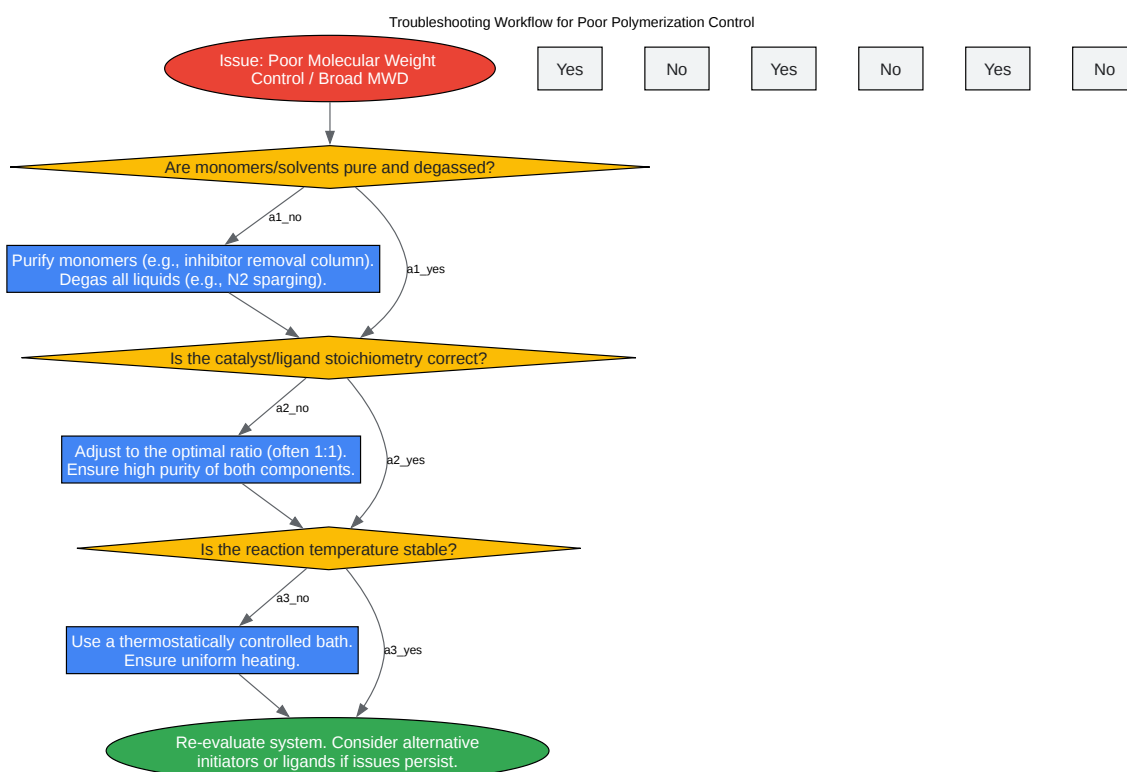 Troubleshooting Workflow for Poor Polymerization Control
Issue: Poor Molecular Weight
Control / Broad MWD
Yes
No
Yes
No
Yes
No
Are monomers/solvents pure and degassed?
a1_no
Purify monomers (e.g., inhibitor removal column).
Degas all liquids (e.g., N2 sparging).
a1_yes
Is the catalyst/ligand stoichiometry correct?
a2_no
Adjust to the optimal ratio (often 1:1).
Ensure high purity of both components.
a2_yes
Is the reaction temperature stable?
a3_no
Use a thermostatically controlled bath.
Ensure uniform heating.
a3_yes
Re-evaluate system. Consider alternative
initiators or ligands if issues persist.